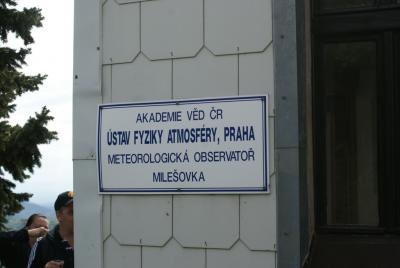 AKADEMIE VĚD ČR
ÚSTAV FYZIKY ATMOSFÉRY, PRAHA
METEOROLOGICKÁ OBSERVATOŘ
MILEŠOVKA